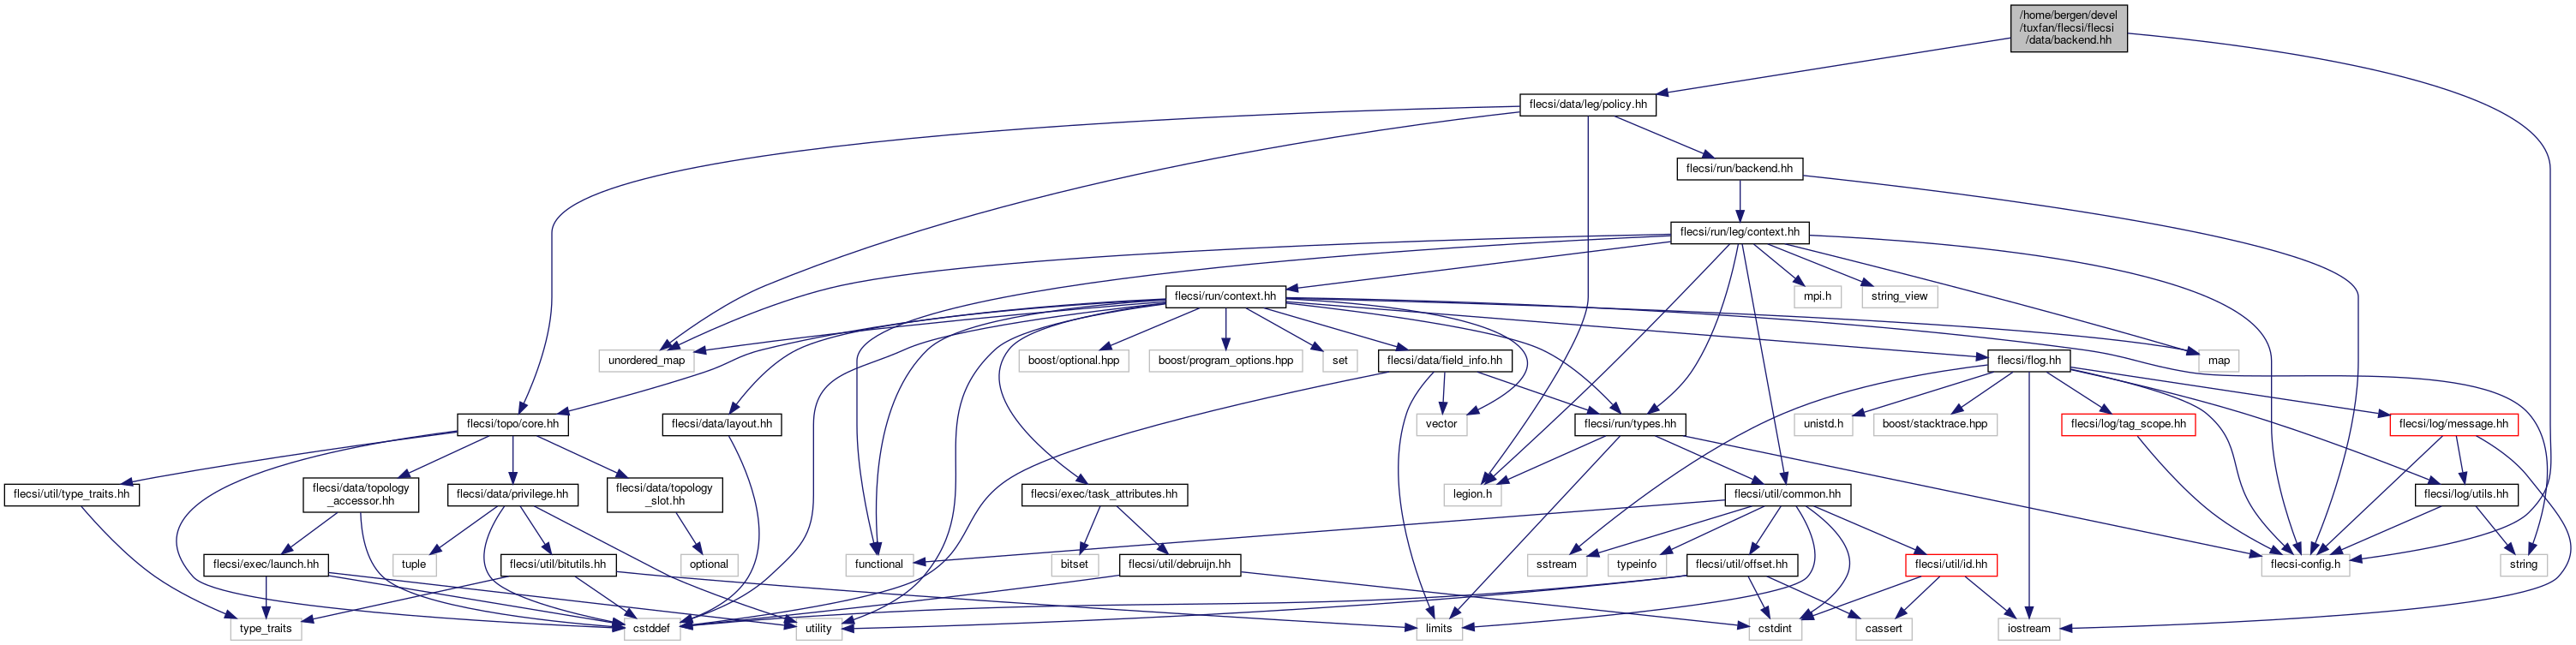 /home/bergen/devel
/tuxfan/flecsi/flecsi
/data/backend.hh
flecsi/data/leg/policy.hh
flecsi/run/backend.hh
flecsi/run/leg/context.hh
flecsi/run/context.hh
mpi.h
string_view
unordered_map
boost/optional.hpp
boost/program_options.hpp
set
flecsi/data/field_info.hh
flecsi/flog.hh
map
flecsi/topo/core.hh
flecsi/data/layout.hh
vector
flecsi/run/types.hh
unistd.h
boost/stacktrace.hpp
flecsi/log/tag_scope.hh
flecsi/log/message.hh
flecsi/util/type_traits.hh
flecsi/data/topology
_accessor.hh
flecsi/data/privilege.hh
flecsi/data/topology
_slot.hh
flecsi/exec/task_attributes.hh
legion.h
flecsi/util/common.hh
flecsi/log/utils.hh
flecsi/exec/launch.hh
tuple
flecsi/util/bitutils.hh
optional
functional
bitset
flecsi/util/debruijn.hh
sstream
typeinfo
flecsi/util/offset.hh
flecsi/util/id.hh
flecsi-config.h
string
type_traits
cstddef
utility
limits
cstdint
cassert
iostream